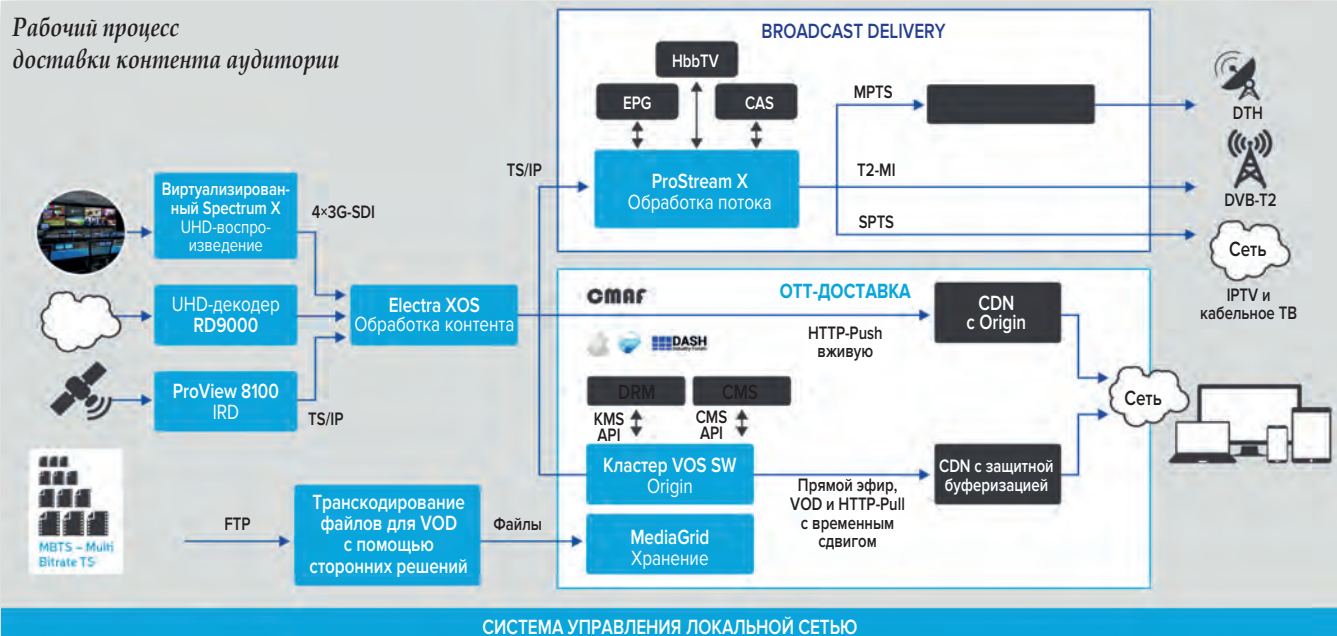 Рабочий процесс
доставки контента аудитории
BROADCAST DELIVERY
HbbTV
EPG
CAS
MPTS
DTH
TS/IP
ProStream X
Обработка потока
T2-MI
DVB-T2
SPTS
Сеть
IPTV и
кабельное ТВ
Виртуализирован-
ный Spectrum X
UHD-воспро-
изведение
4×3G-SDI
UHD-декодер
RD9000
Electra XOS
Обработка контента
ProView 8100
IRD
TS/IP
CMAF
ОТТ-ДОСТАВКА
CDN
с Origin
HTTP-Push
вживую
DASH
Industry Forum
DRM
CMS
KMS
API
CMS
API
Сеть
Кластер VOS SW
Origin
Прямой эфир,
VOD и HTTP-Pull
с временным
сдвигом
CDN с защитной
буферизацией
MBTS – Multi
Bitrate TS
FTP
Транскодирование
файлов для VOD
с помощью
сторонних решений
Файлы
MediaGrid
Хранение
СИСТЕМА УПРАВЛЕНИЯ ЛОКАЛЬНОЙ СЕТЬЮ